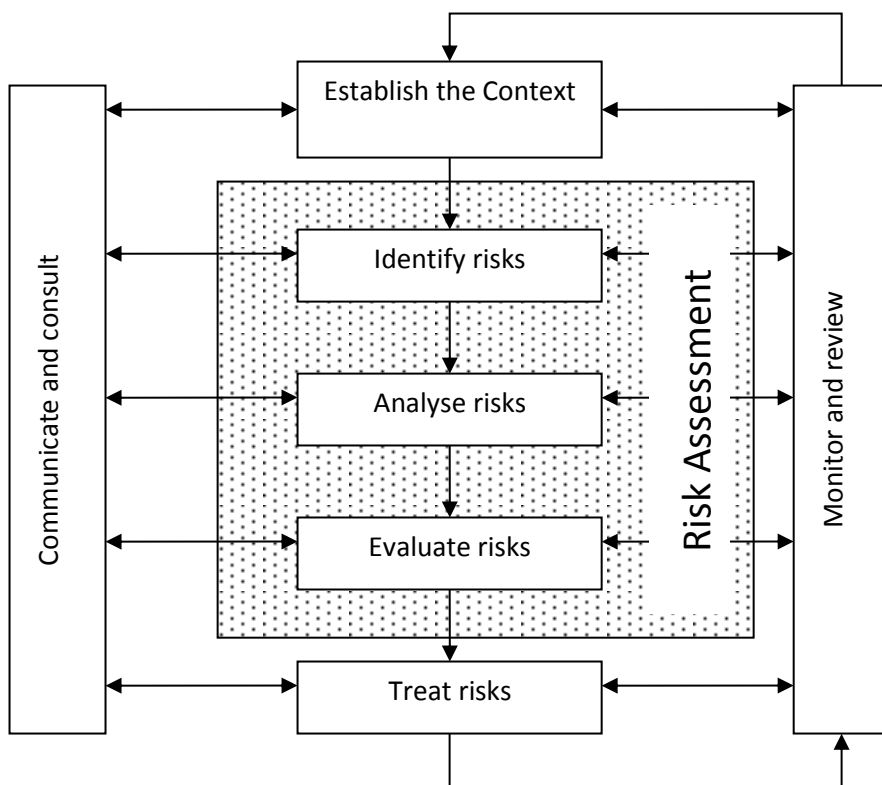 Establish the Context
Communicate and consult
Identify risks
Analyse risks
Evaluate risks
Risk Assessment
Monitor and review
Treat risks